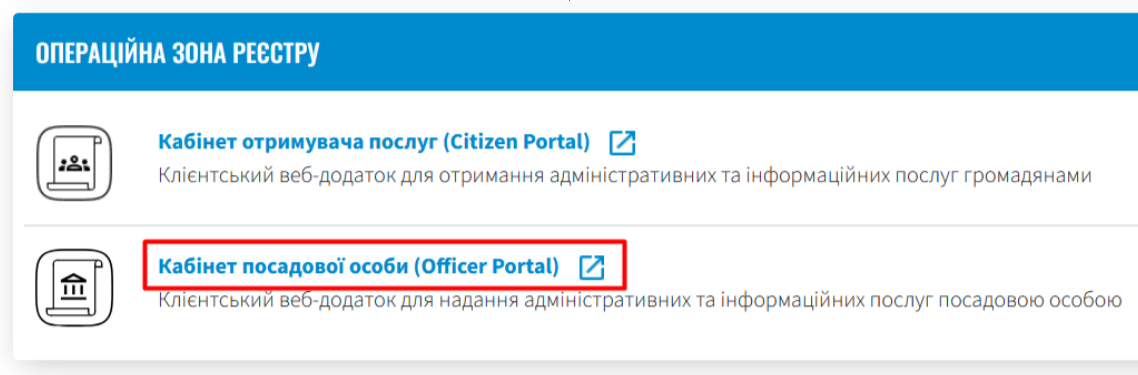 ОПЕРАЦІЙНА ЗОНА РЕЄСТРУ
Кабінет отримувача послуг (Citizen Portal)
Клієнтський веб-додаток для отримання адміністративних та інформаційних послуг громадянами
Кабінет посадової особи (Officer Portal)
Клієнтський веб-додаток для надання адміністративних та інформаційних послуг посадовою особою